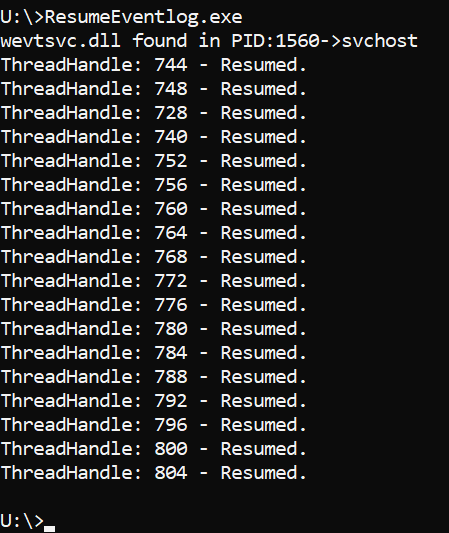 U:\>ResumeEventlog.exe
wevtsvc.dll found in PID:1560->svchost
ThreadHandle: 744 - Resumed.
ThreadHandle: 748 - Resumed.
ThreadHandle: 728 - Resumed.
ThreadHandle: 740 - Resumed.
ThreadHandle: 752 - Resumed.
ThreadHandle: 756 - Resumed.
ThreadHandle: 760 - Resumed.
ThreadHandle: 764 - Resumed.
ThreadHandle: 768 - Resumed.
ThreadHandle: 772 - Resumed.
ThreadHandle: 776 - Resumed.
ThreadHandle: 780 - Resumed.
ThreadHandle: 784 - Resumed.
ThreadHandle: 788 - Resumed.
ThreadHandle: 792 - Resumed.
ThreadHandle: 796 - Resumed.
ThreadHandle: 800 - Resumed.
ThreadHandle: 804 - Resumed.
U:\>